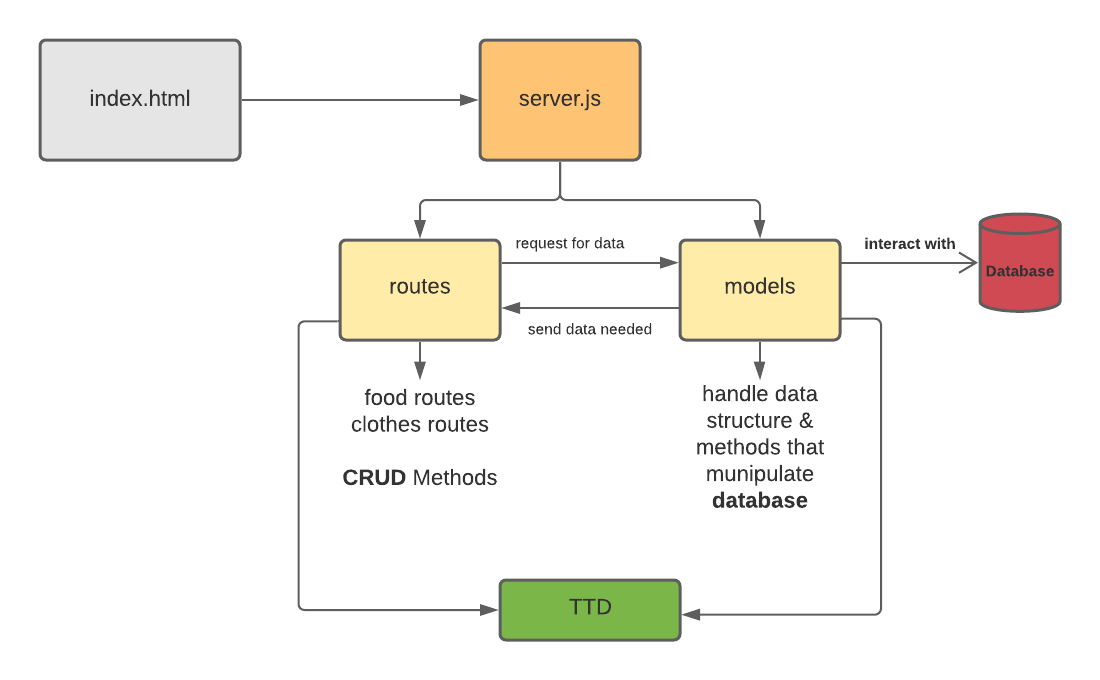 index.html
server.js
request for data
interact with
Database
routes
models
send data needed
food routes
clothes routes
CRUD Methods
handle data
structure &
methods that
munipulate
database
TTD